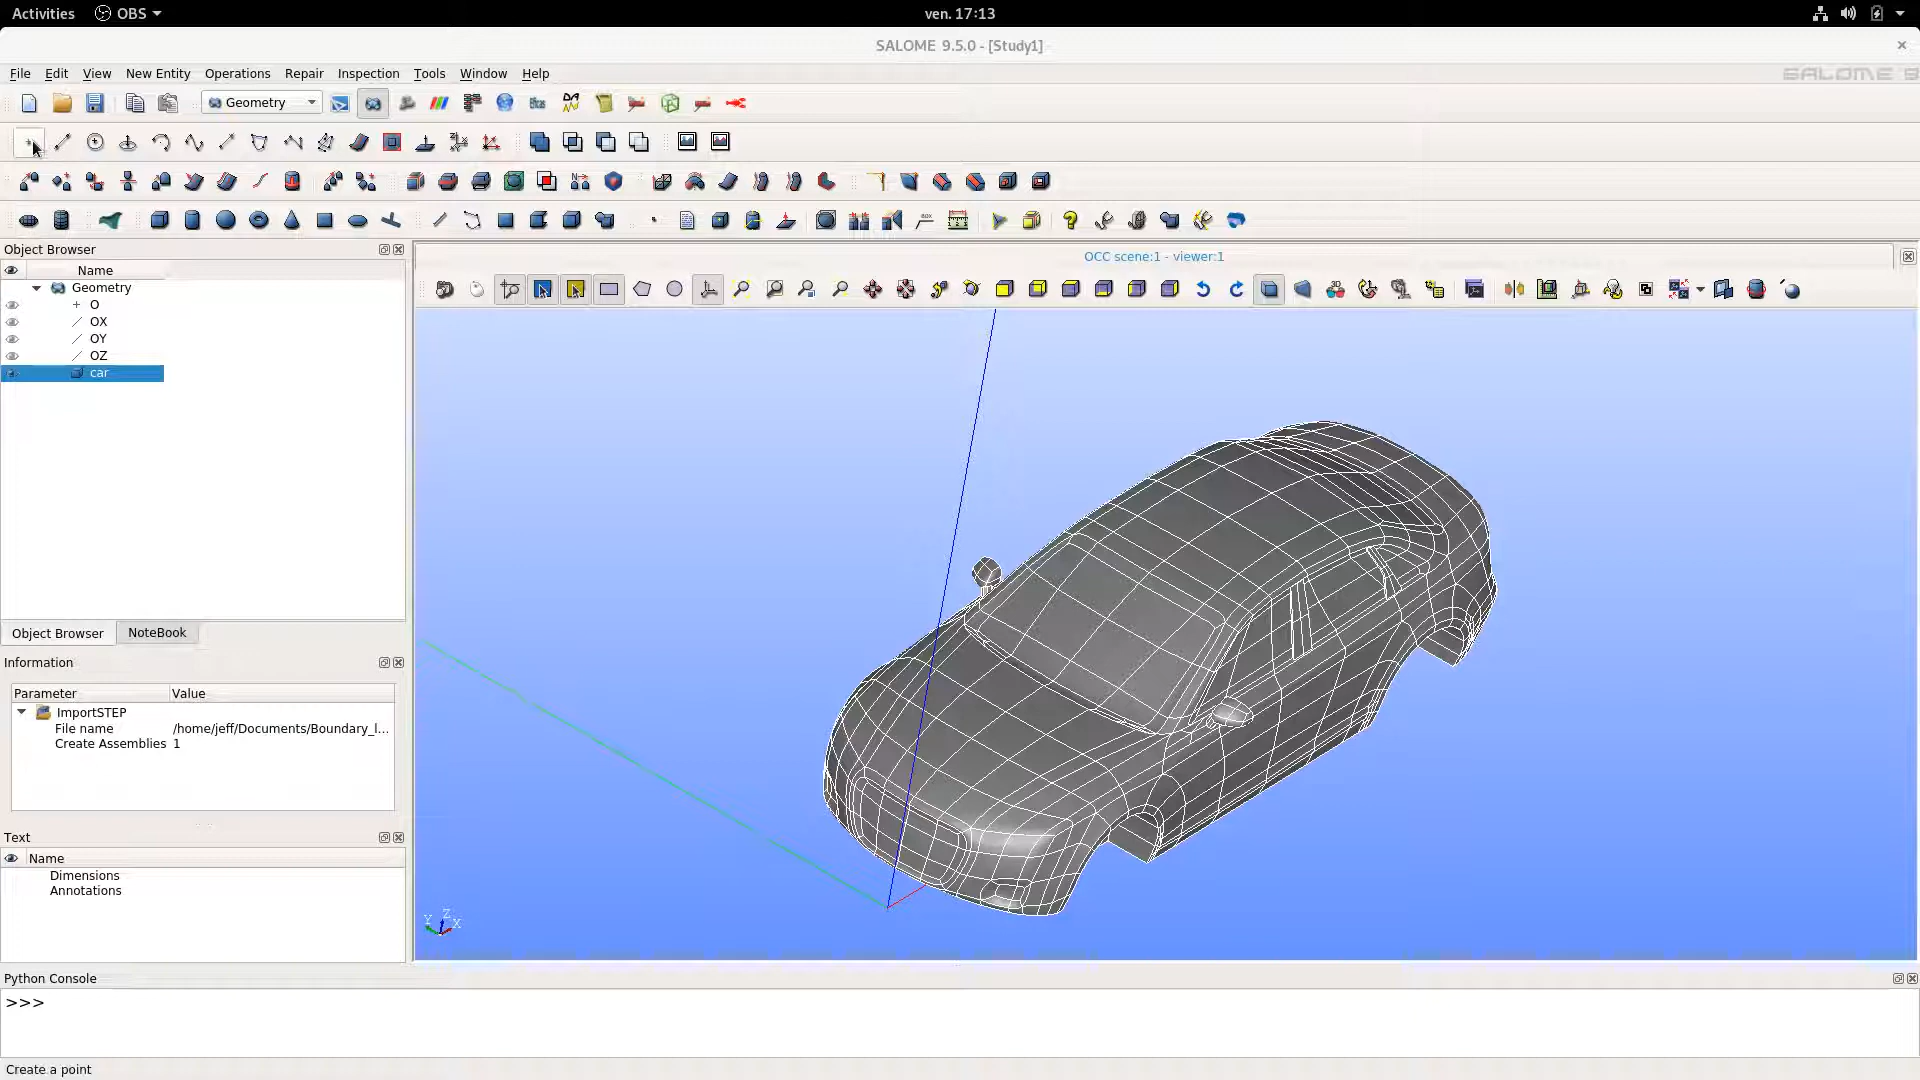 Activities OBS ven. 17:13
SALOME 9.5.0 - [Study1]
File Edit View New Entity Operations Repair Inspection Tools Window Help
SALOME 9
Geometry
Object Browser
OCC scene:1 - viewer:1
Name
Geometry
O
OX
OY
OZ
car
Object Browser NoteBook
Information
Parameter Value
ImportSTEP
File name /home/jeff/Documents/Boundary_l...
Create Assemblies 1
Text
Name
Dimensions
Annotations
Y Z X
Python Console
>>>
Create a point